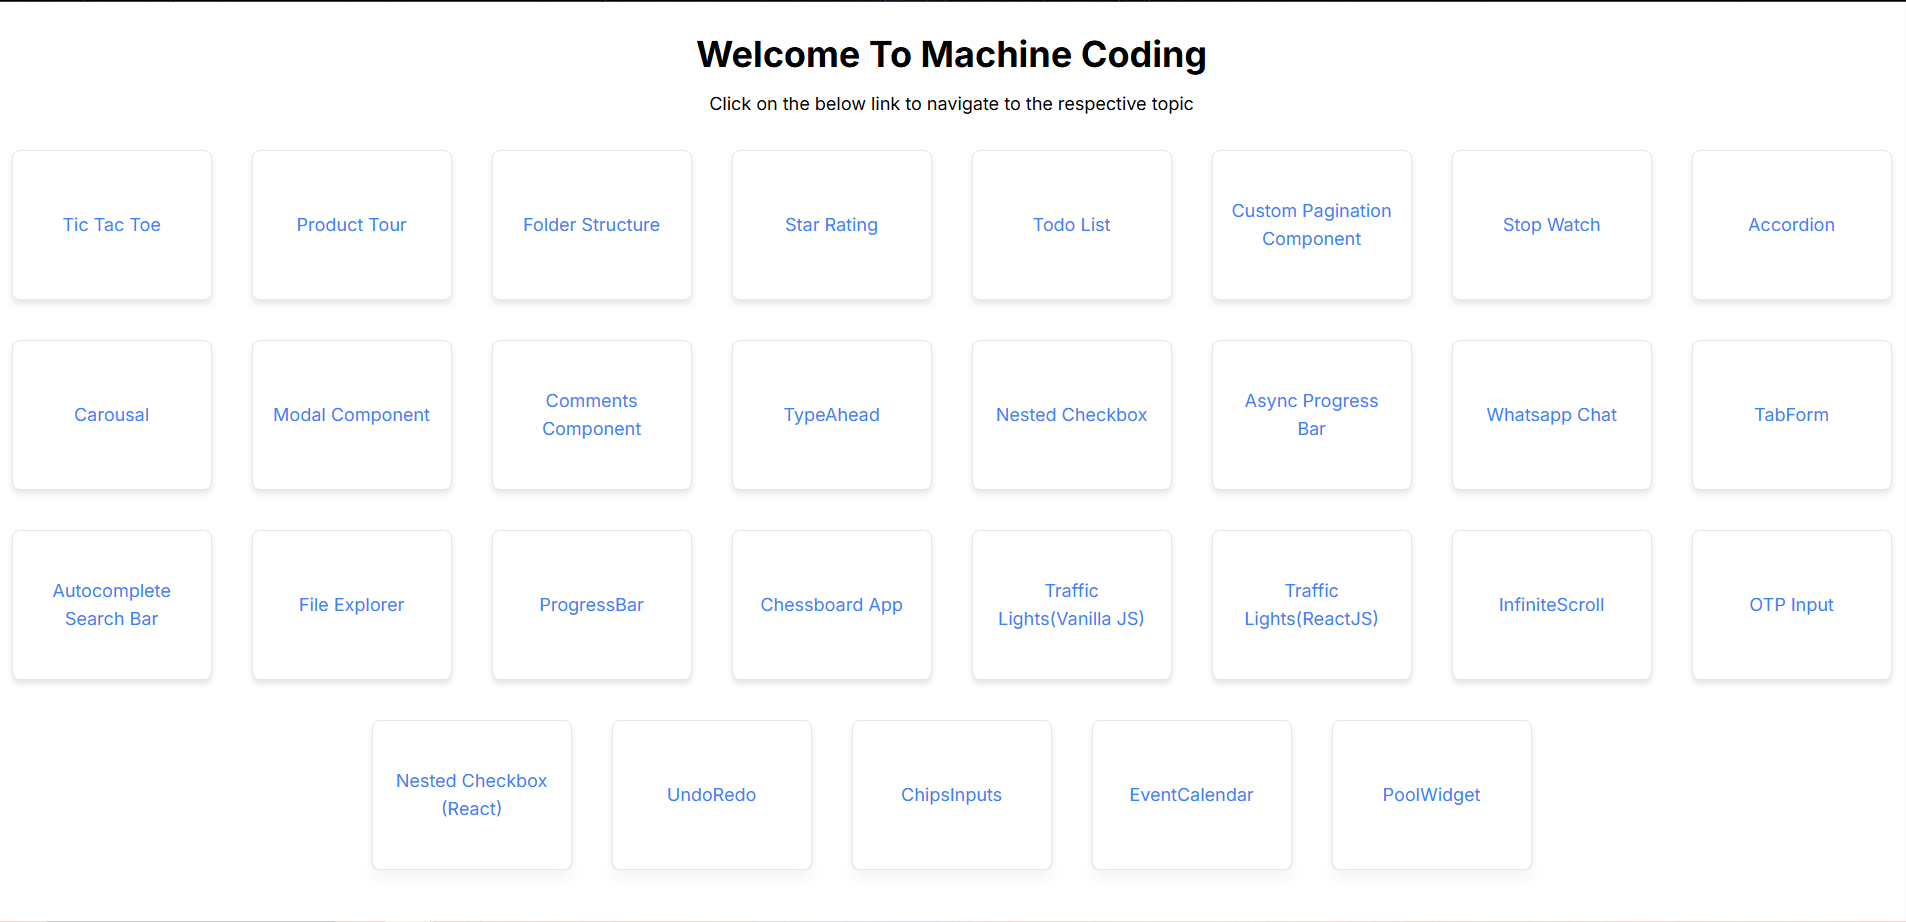 Welcome To Machine Coding
Click on the below link to navigate to the respective topic
Tic Tac Toe
Product Tour
Folder Structure
Star Rating
Todo List
Custom Pagination
Component
Stop Watch
Accordion
Carousal
Modal Component
Comments
Component
TypeAhead
Nested Checkbox
Async Progress
Bar
Whatsapp Chat
TabForm
Autocomplete
Search Bar
File Explorer
ProgressBar
Chessboard App
Traffic
Lights(Vanilla JS)
Traffic
Lights(ReactJS)
InfiniteScroll
OTP Input
Nested Checkbox
(React)
UndoRedo
ChipsInputs
EventCalendar
PoolWidget